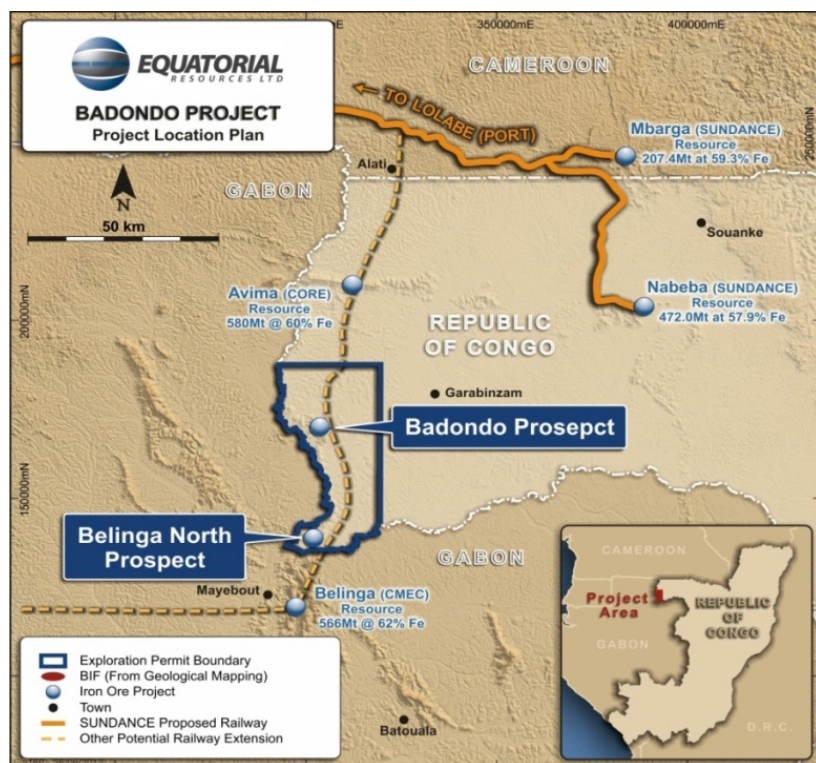 EQUATORIAL
RESOURCES LTD
BADONDO PROJECT
Project Location Plan
350000mE
400000mE
CAMEROON
TO LOLABE (PORT)
Mbarga (SUNDANCE)
Resource
207.4Mt at 59.3% Fe
250000mN
Alati
GABON
N
50 km
Souanke
Avima (CORE)
Resource
580Mt @ 60% Fe
Nabeba (SUNDANCE)
Resource
472.0Mt at 57.9% Fe
200000mN
REPUBLIC
OF CONGO
Garabinzam
Badondo Prosepct
150000mN
Belinga North
Prospect
GABON
Mayebout
Belinga (CMEC)
Resource
566Mt @ 62% Fe
Exploration Permit Boundary
BIF (From Geological Mapping)
Iron Ore Project
Town
SUNDANCE Proposed Railway
Other Potential Railway Extension
Batouala
CAMEROON
Project
Area
REPUBLIC
OF
CONGO
GABON
D.R.C.